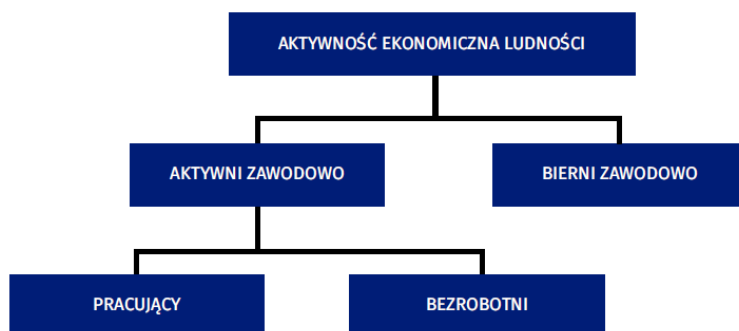 AKTYWNOŚĆ EKONOMICZNA LUDNOŚCI
AKTYWNI ZAWODOWO
BIERNI ZAWODOWO
PRACUJĄCY
BEZROBOTNI